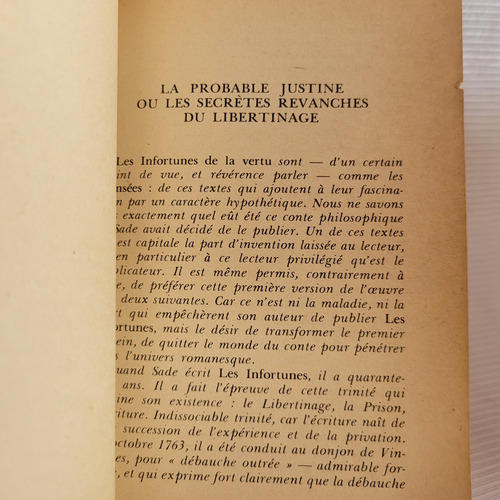 LA PROBABLE JUSTINE
OU LES SECRÈTES REVANCHES
DU LIBERTINAGE
Les Infortunes de la vertu sont — d'un certain
int de vue, et révérence parler — comme les
nsées : de ces textes qui ajoutent à leur fascina-
n par un caractère hypothétique. Nous ne savons
s exactement quel eût été ce conte philosophique
Sade avait décidé de le publier. Un de ces textes
est capitale la part d'invention laissée au lecteur,
en particulier à ce lecteur privilégié qu'est le
plicateur. Il est même permis, contrairement à
e, de préférer cette première version de l'œuvre
deux suivantes. Car ce n'est ni la maladie, ni la
rt qui empêchèrent son auteur de publier Les
fortunes, mais le désir de transformer le premier
ein, de quitter le monde du conte pour pénétrer
s l'univers romanesque.
uand Sade écrit Les Infortunes, il a quarante-
ans. Il a fait l'épreuve de cette trinité qui
ine son existence : le Libertinage, la Prison,
criture. Indissociable trinité, car l'écriture naît de
succession de l'expérience et de la privation.
octobre 1763, il a été conduit au donjon de Vin-
es, pour « débauche outrée » — admirable for-
e, et qui exprime fort clairement que la débauche